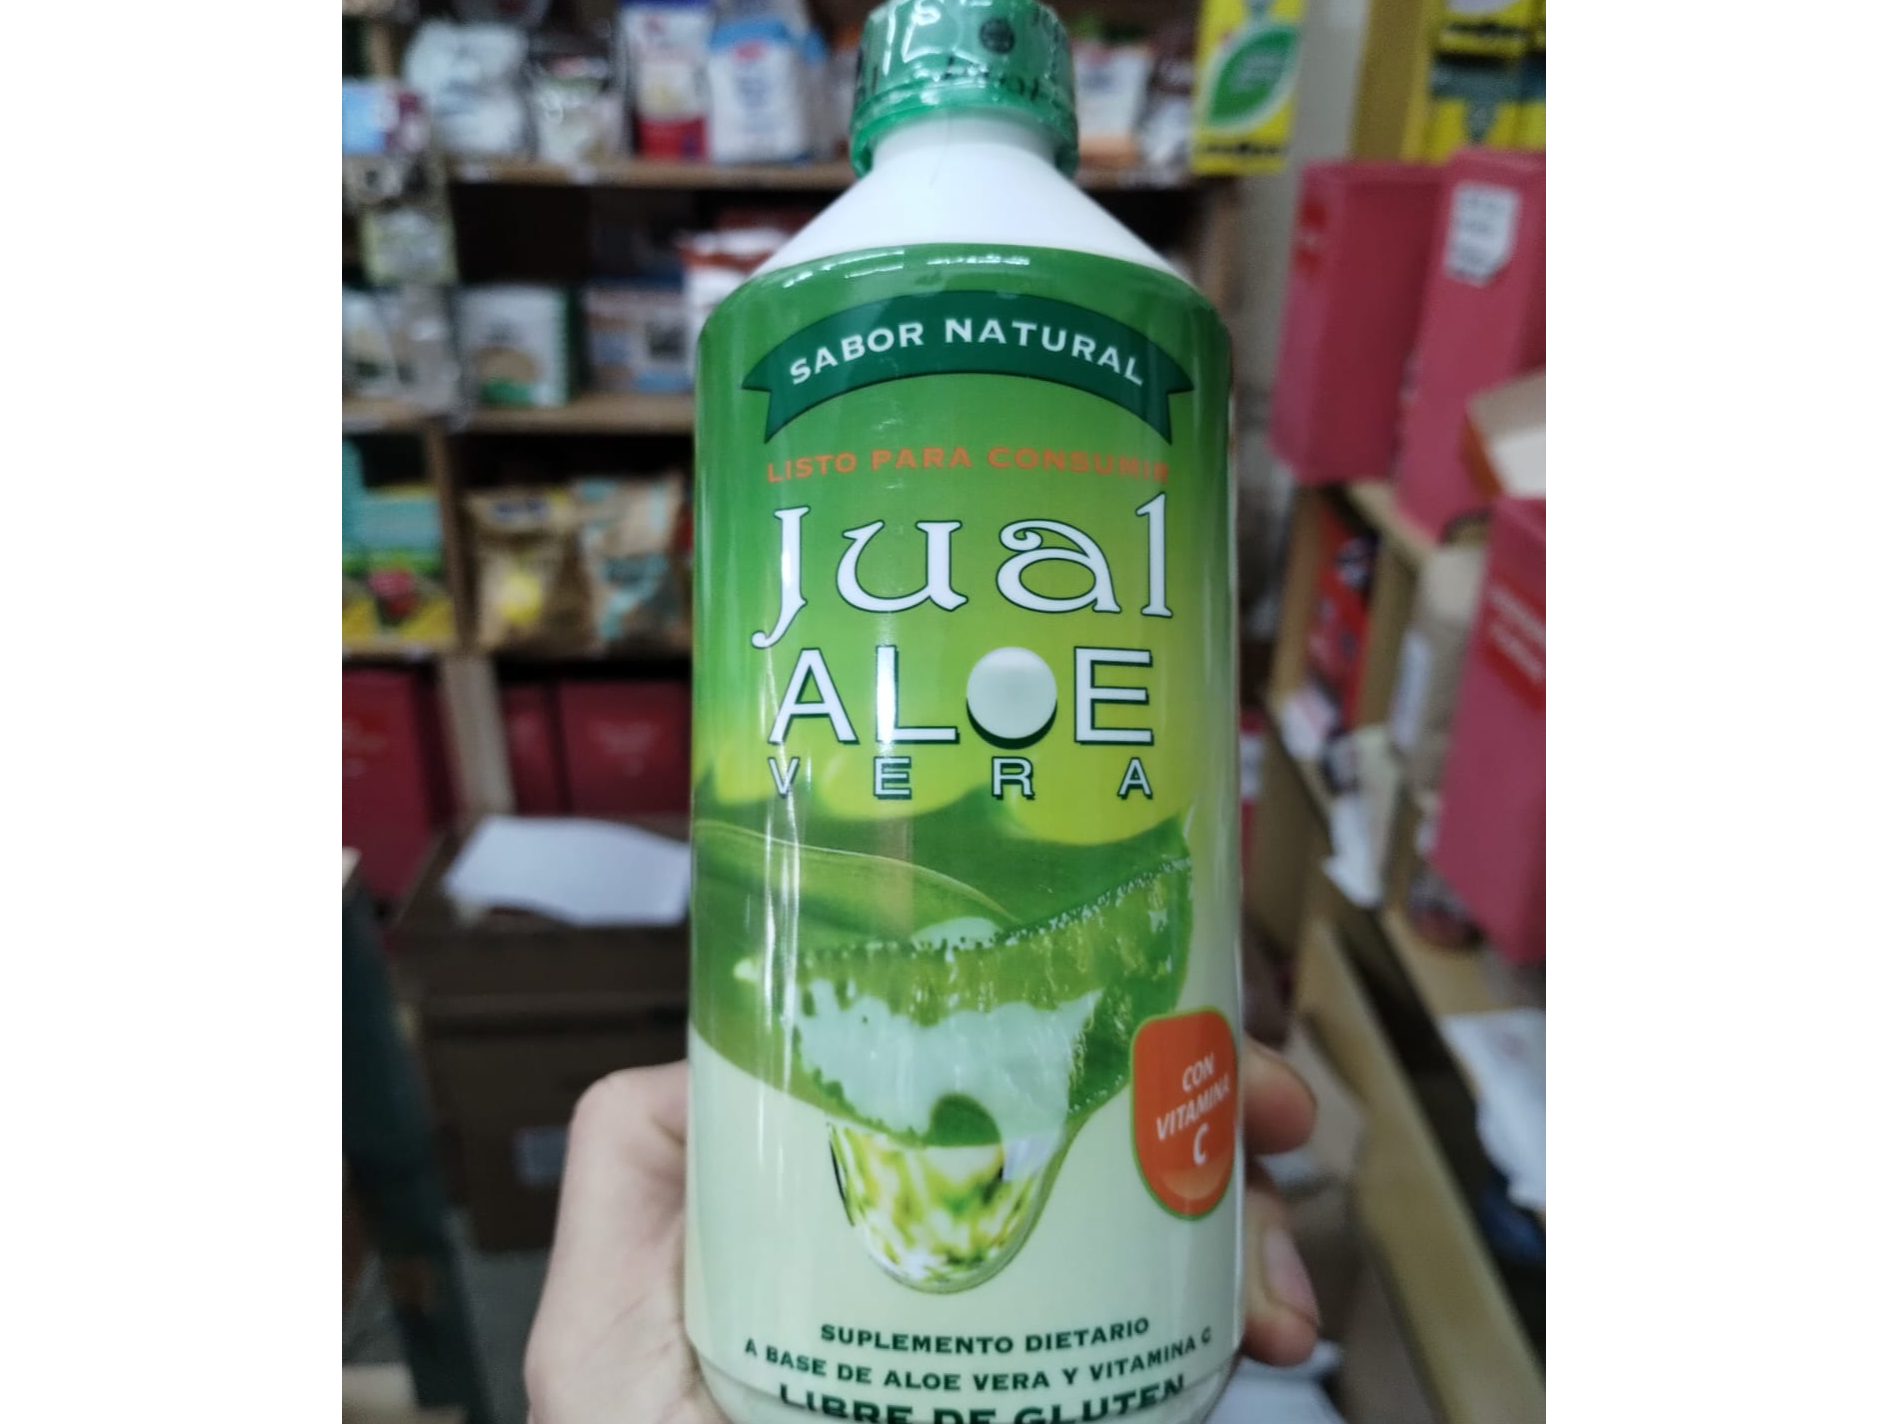 SABOR NATURAL
LISTO PARA CONSUMIR
Jual
ALOE
VERA
CON
VITAMINA
C
SUPLEMENTO DIETARIO
A BASE DE ALOE VERA Y VITAMINA C
LIBRE DE GLUTEN